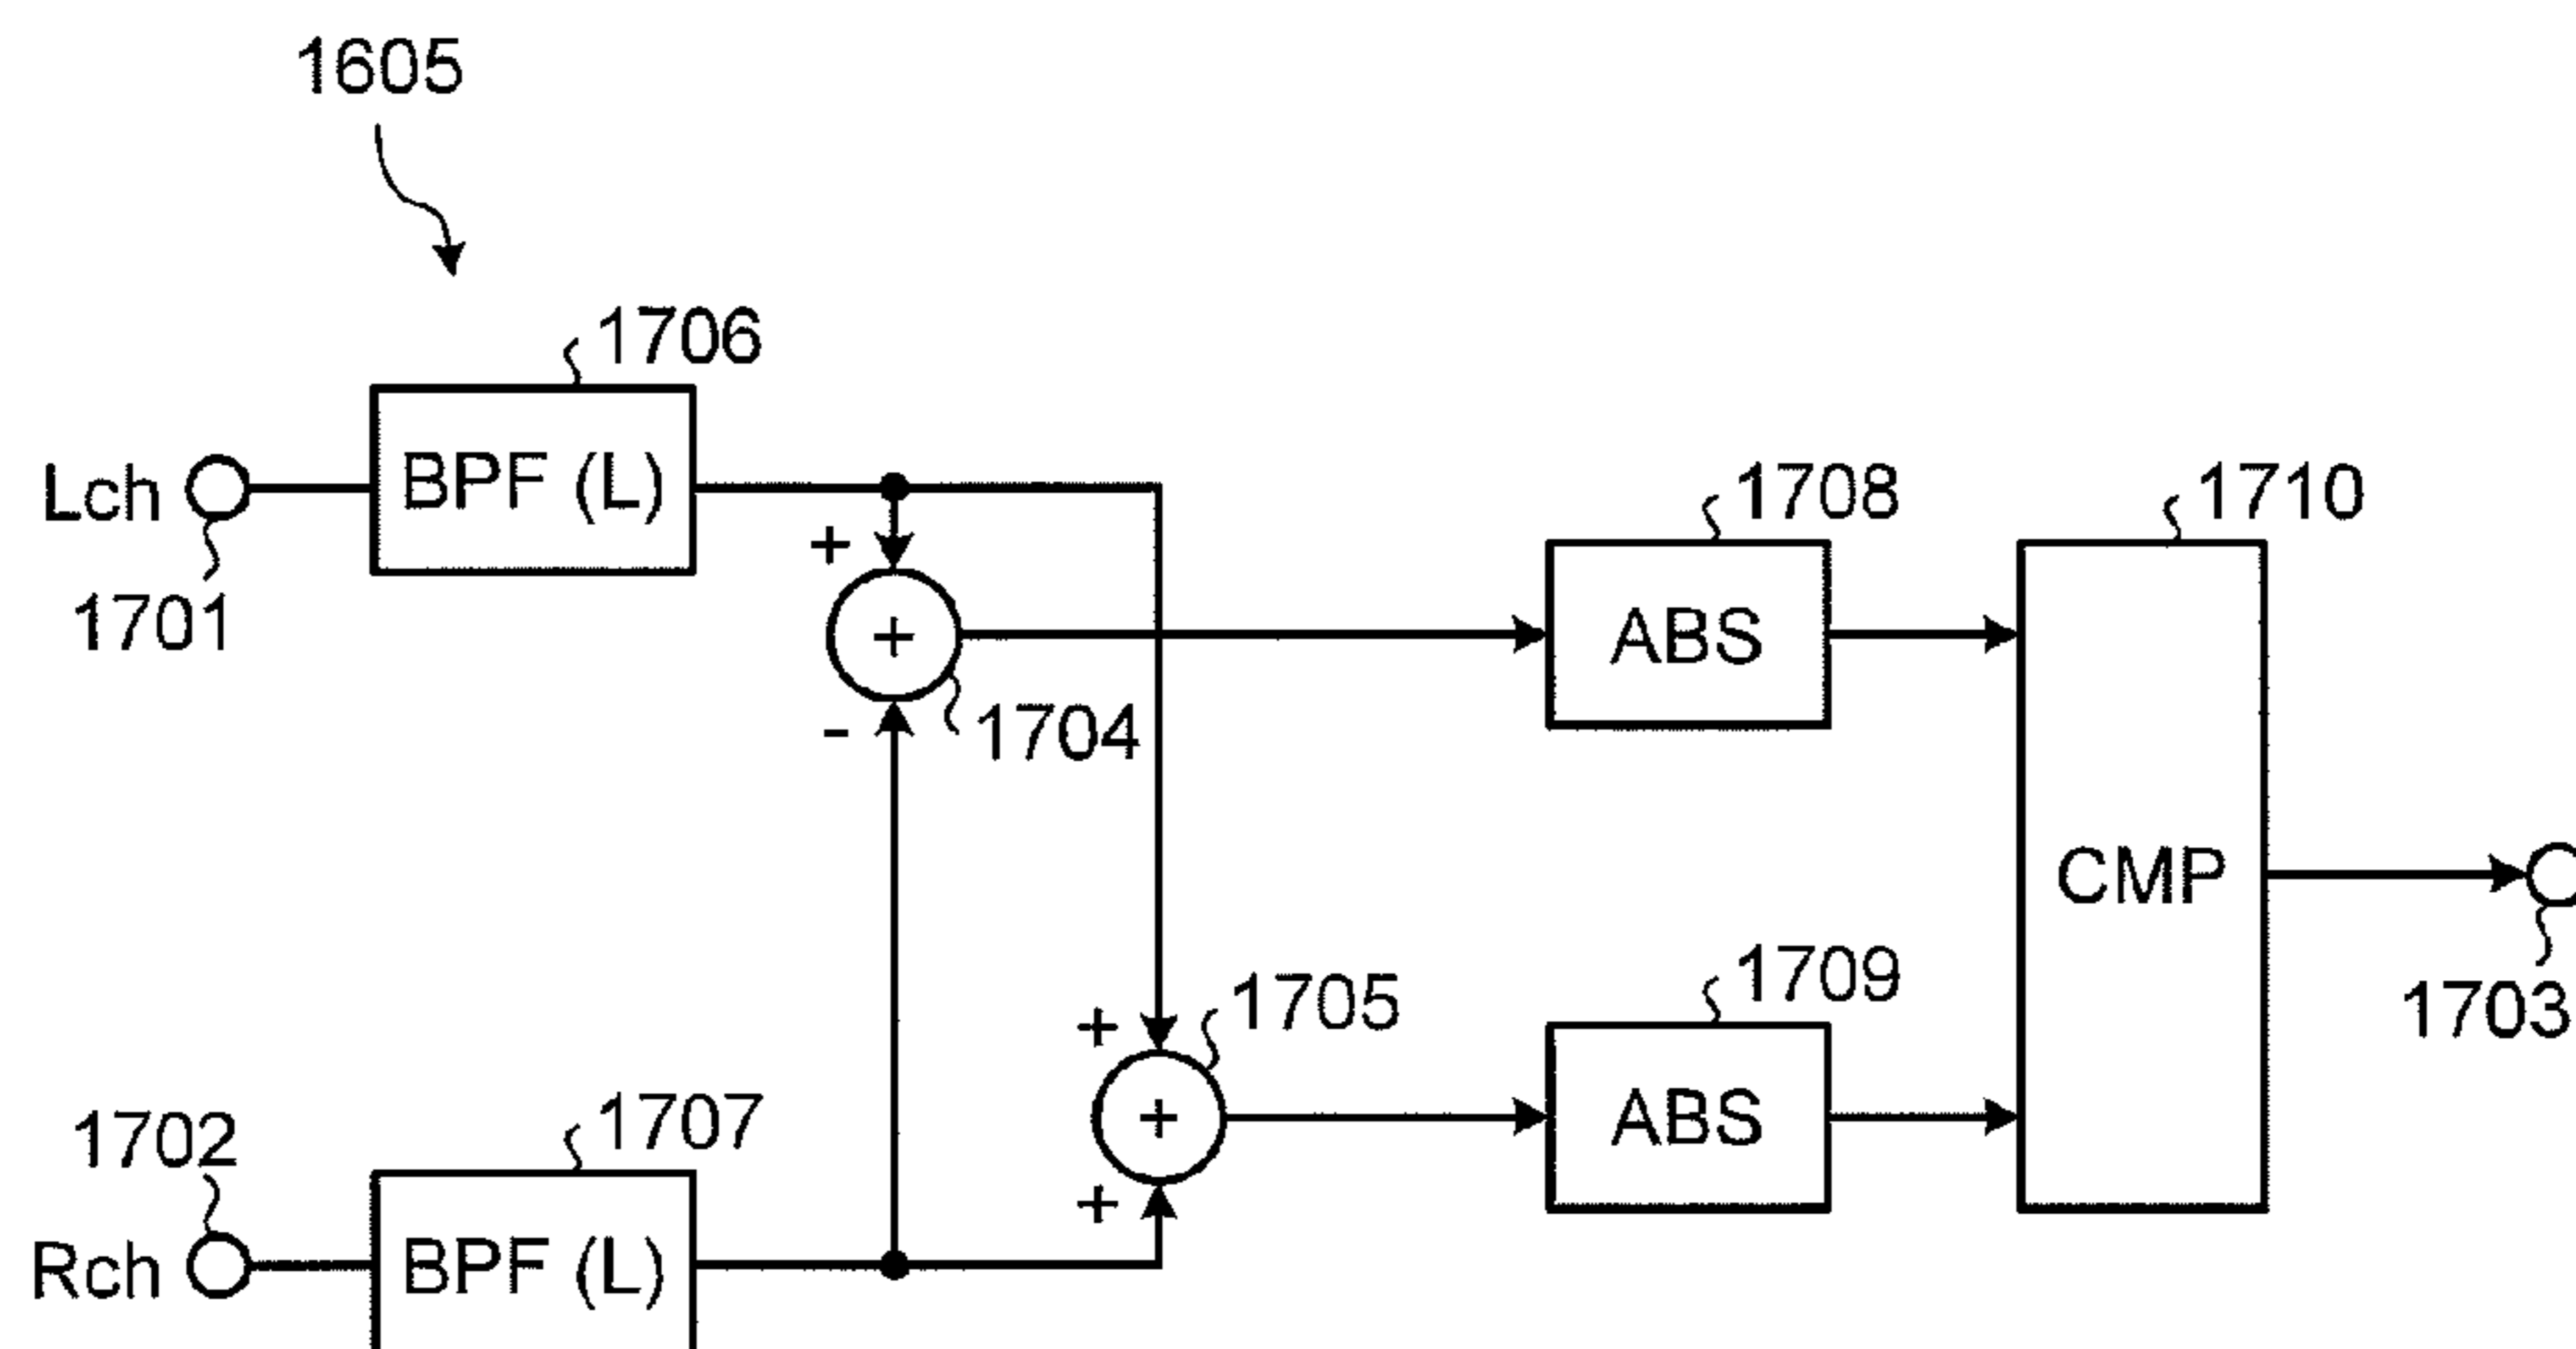 1605
1706
Lch
BPF (L)
1701
+
+
-
1704
1708
ABS
1710
CMP
1703
1705
+
+
+
1709
ABS
1702
Rch
1707
BPF (L)